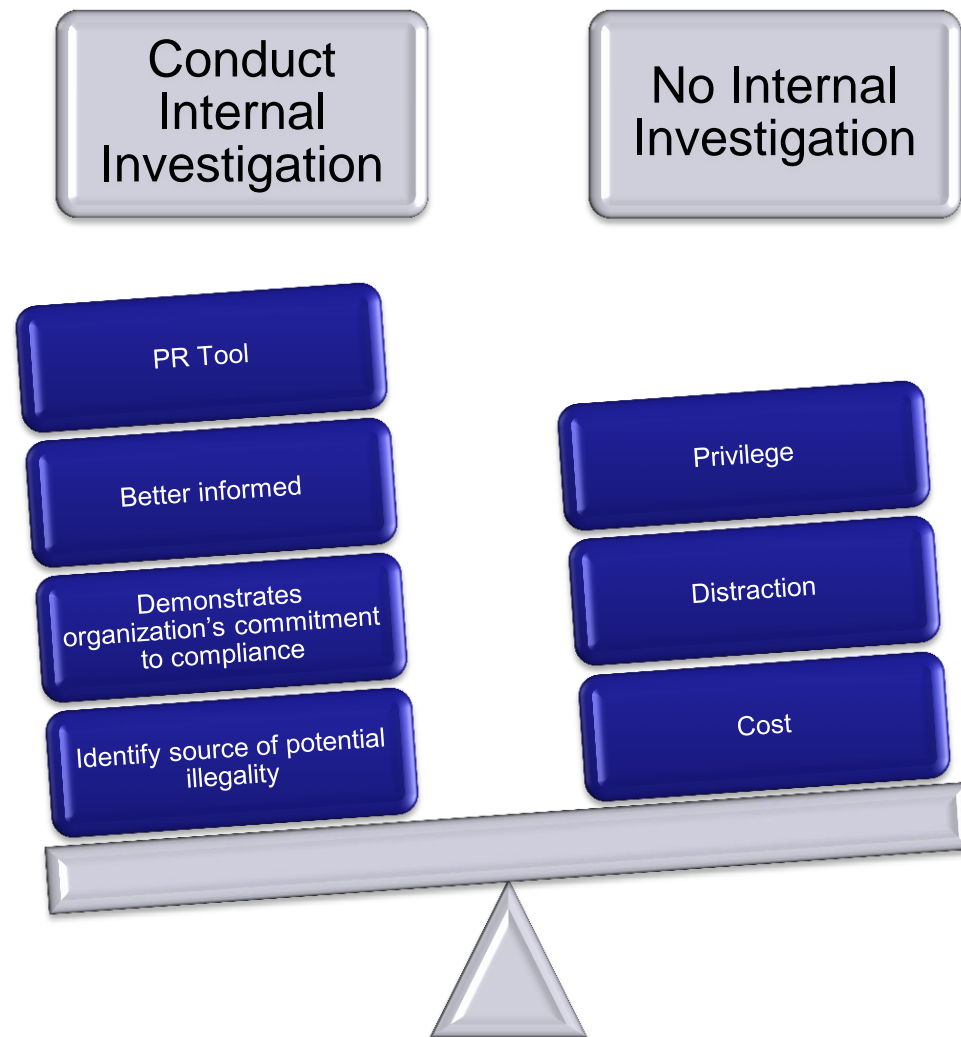 Conduct
Internal
Investigation
No Internal
Investigation
PR Tool
Better informed
Demonstrates
organization’s commitment
to compliance
Identify source of potential
illegality
Privilege
Distraction
Cost